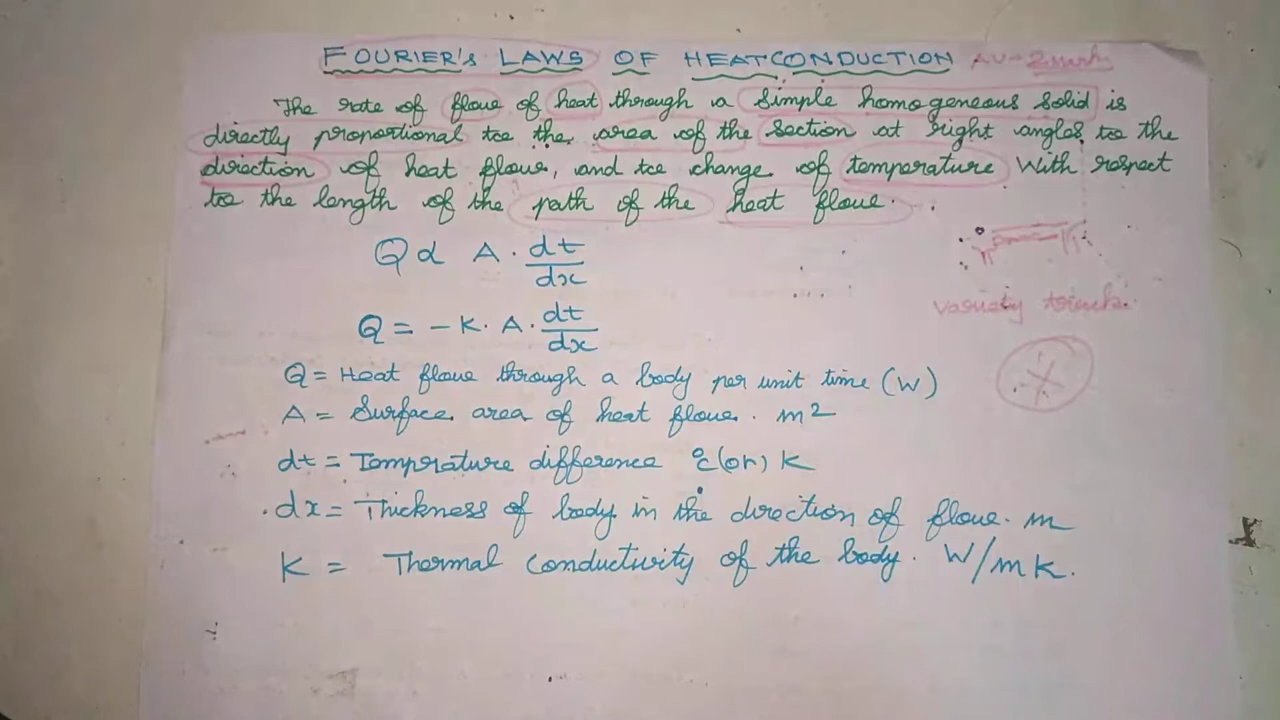 FOURIER'S LAWS OF HEATCONDUCTION AU-2mark
The rate of flow of heat through a simple homogeneous solid is
directly proportional to the area of the section at right angles to the
direction of heat flow, and to change of temperature With respect
to the length of the path of the heat flow.
Q ∝ A . dt/dx
Q = - K . A . dt/dx
Q = Heat flow through a body per unit time (W)
A = Surface area of heat flow. m2
dt = Temprature difference °c (or) K
dx = Thickness of body in the direction of flow. m
K = Thermal conductivity of the body. W/mK.